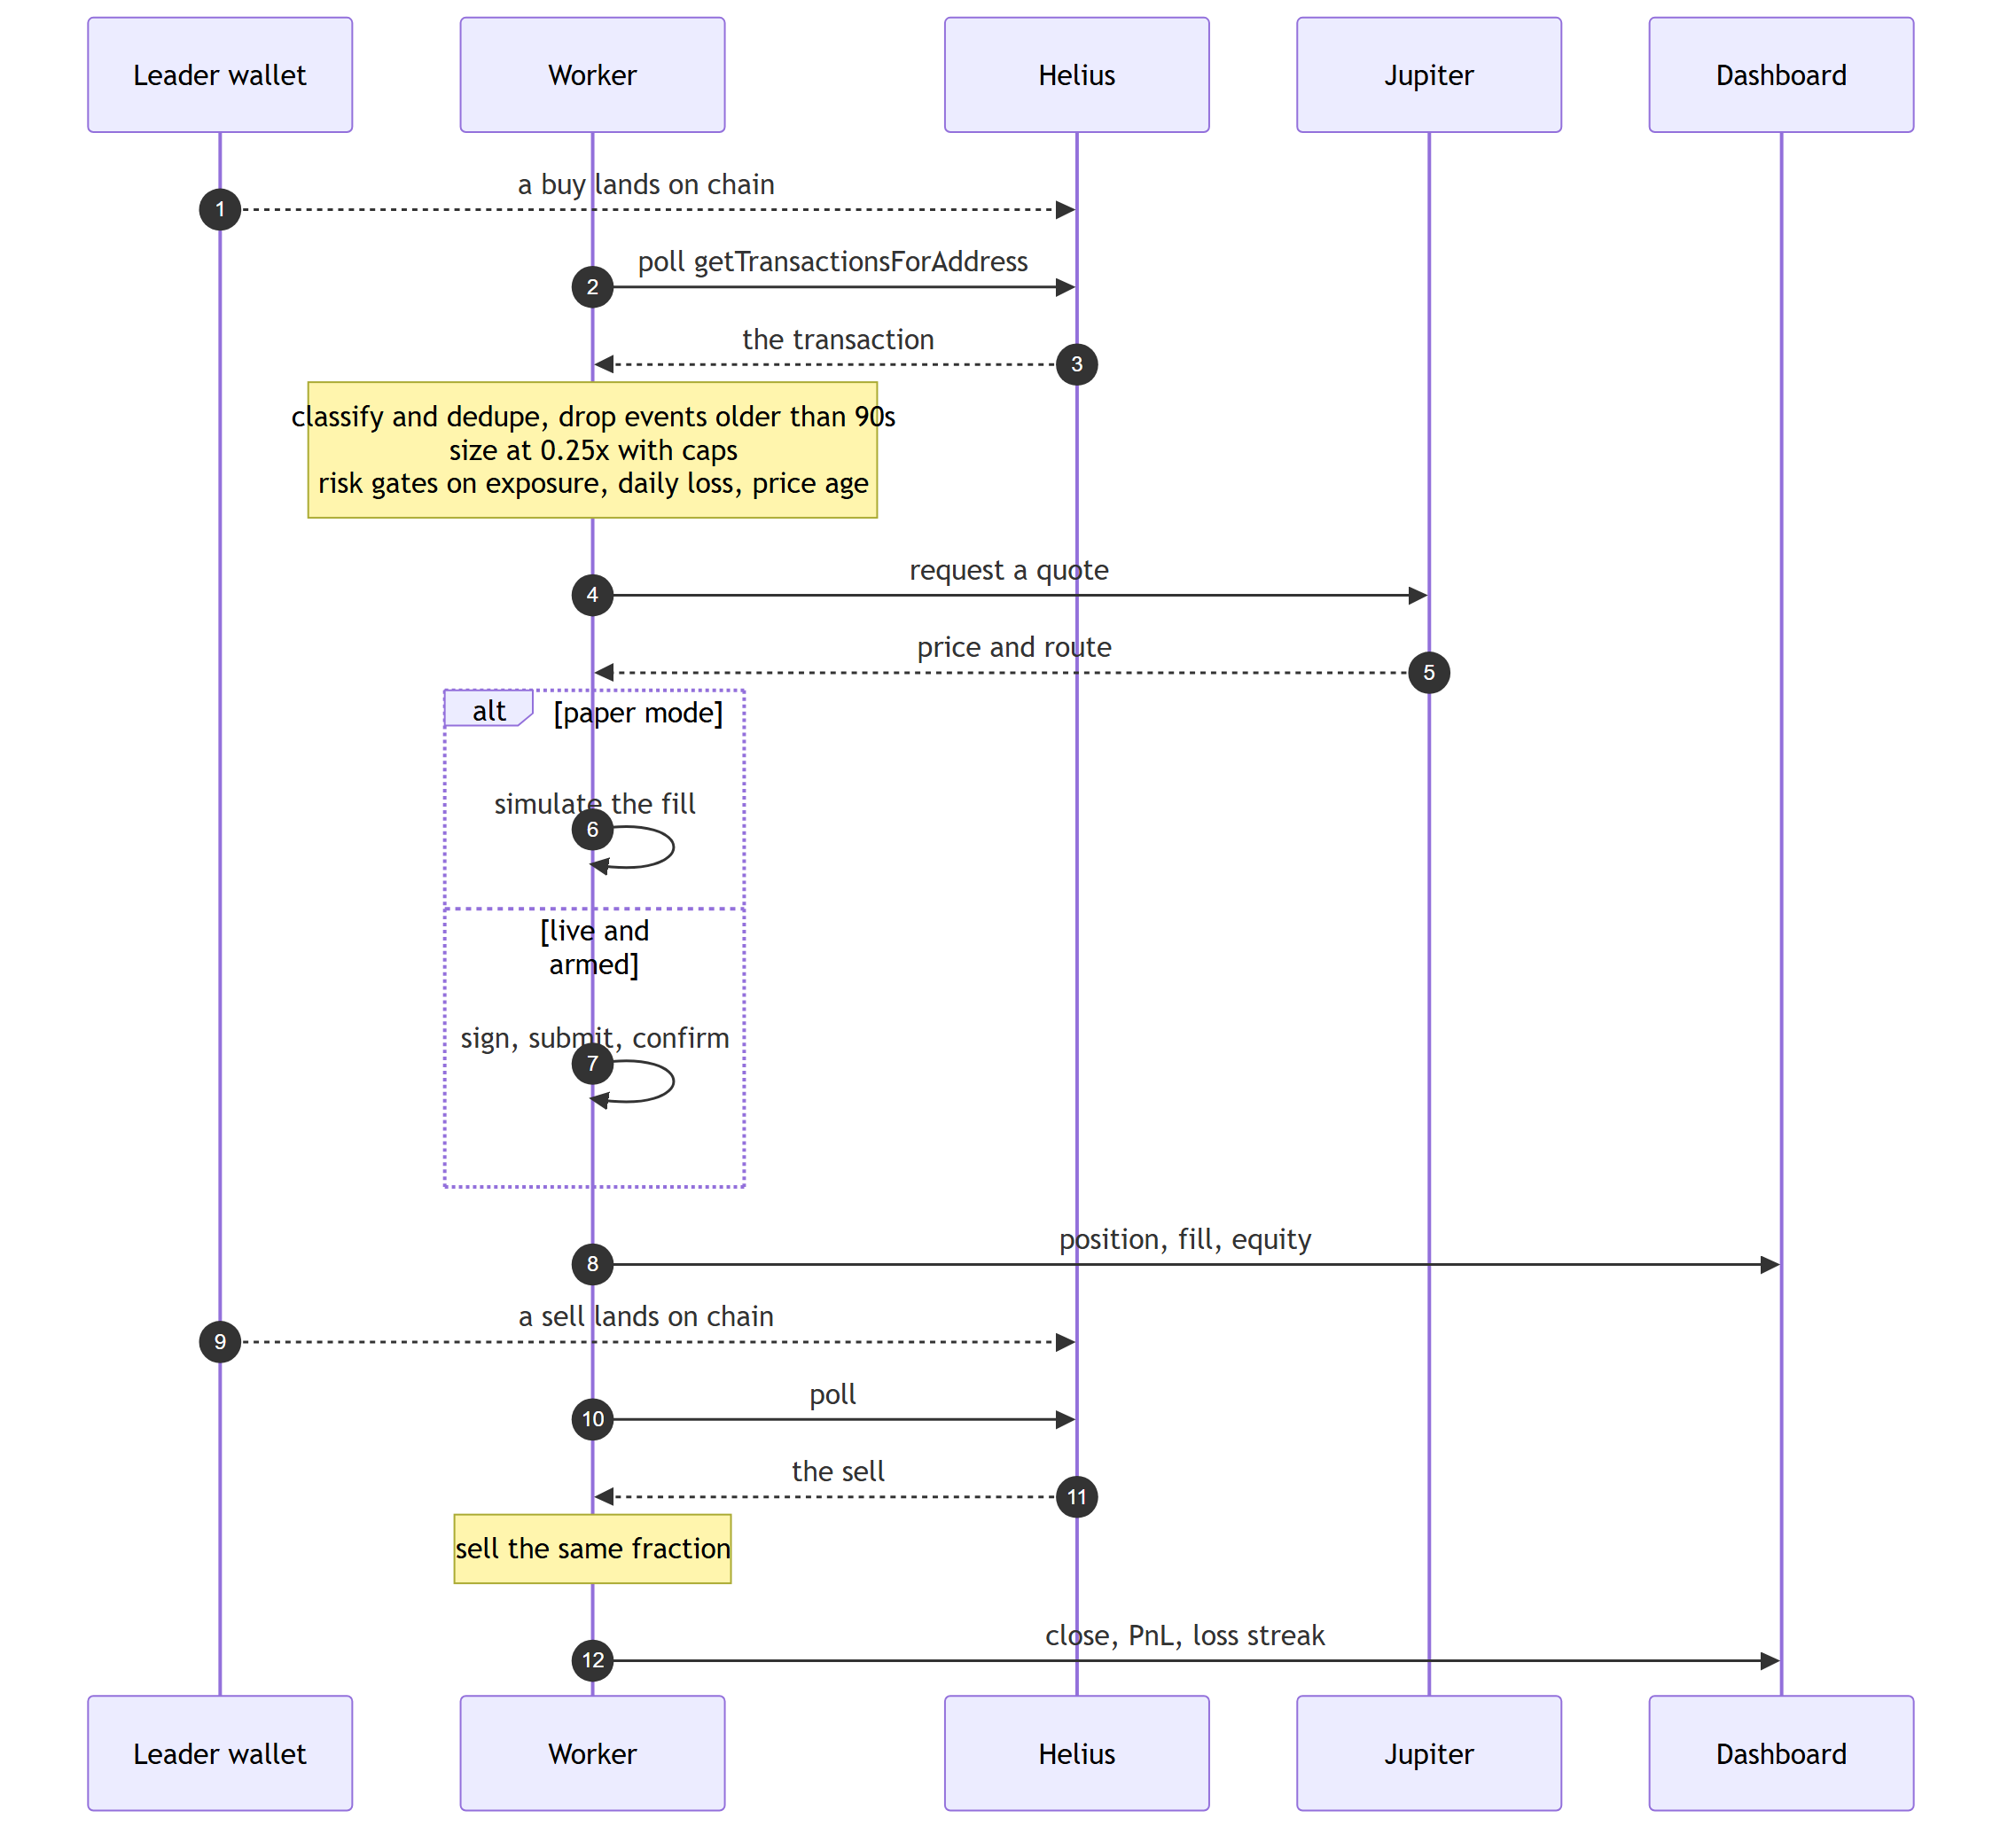 Leader wallet
Worker
Helius
Jupiter
Dashboard
a buy lands on chain
1
poll getTransactionsForAddress
2
the transaction
3
classify and dedupe, drop events older than 90s
size at 0.25x with caps
risk gates on exposure, daily loss, price age
request a quote
4
price and route
5
alt
[paper mode]
simulate the fill
6
[live and
armed]
sign, submit, confirm
7
position, fill, equity
8
a sell lands on chain
9
poll
10
the sell
11
sell the same fraction
close, PnL, loss streak
12
Leader wallet
Worker
Helius
Jupiter
Dashboard